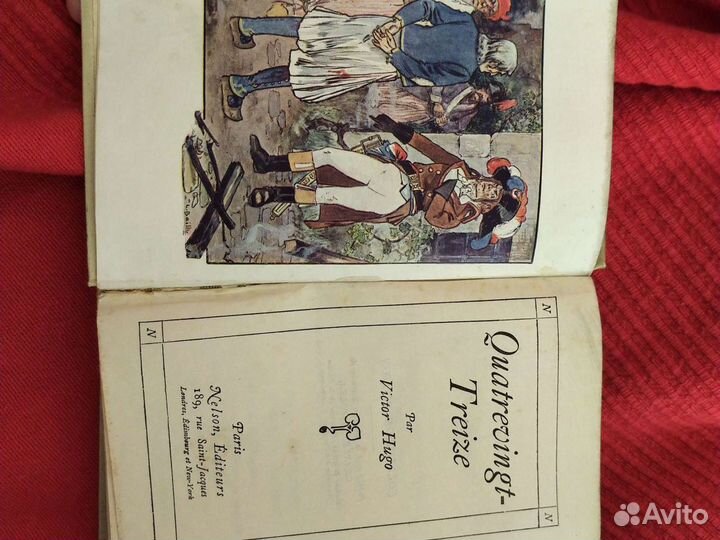 Quatrevingt-
Treize
Par
Victor Hugo
Paris
Nelson, Éditeurs
189, rue Saint-Jacques
Londres, Édimbourg et New-York
N
N
N
N
Avito